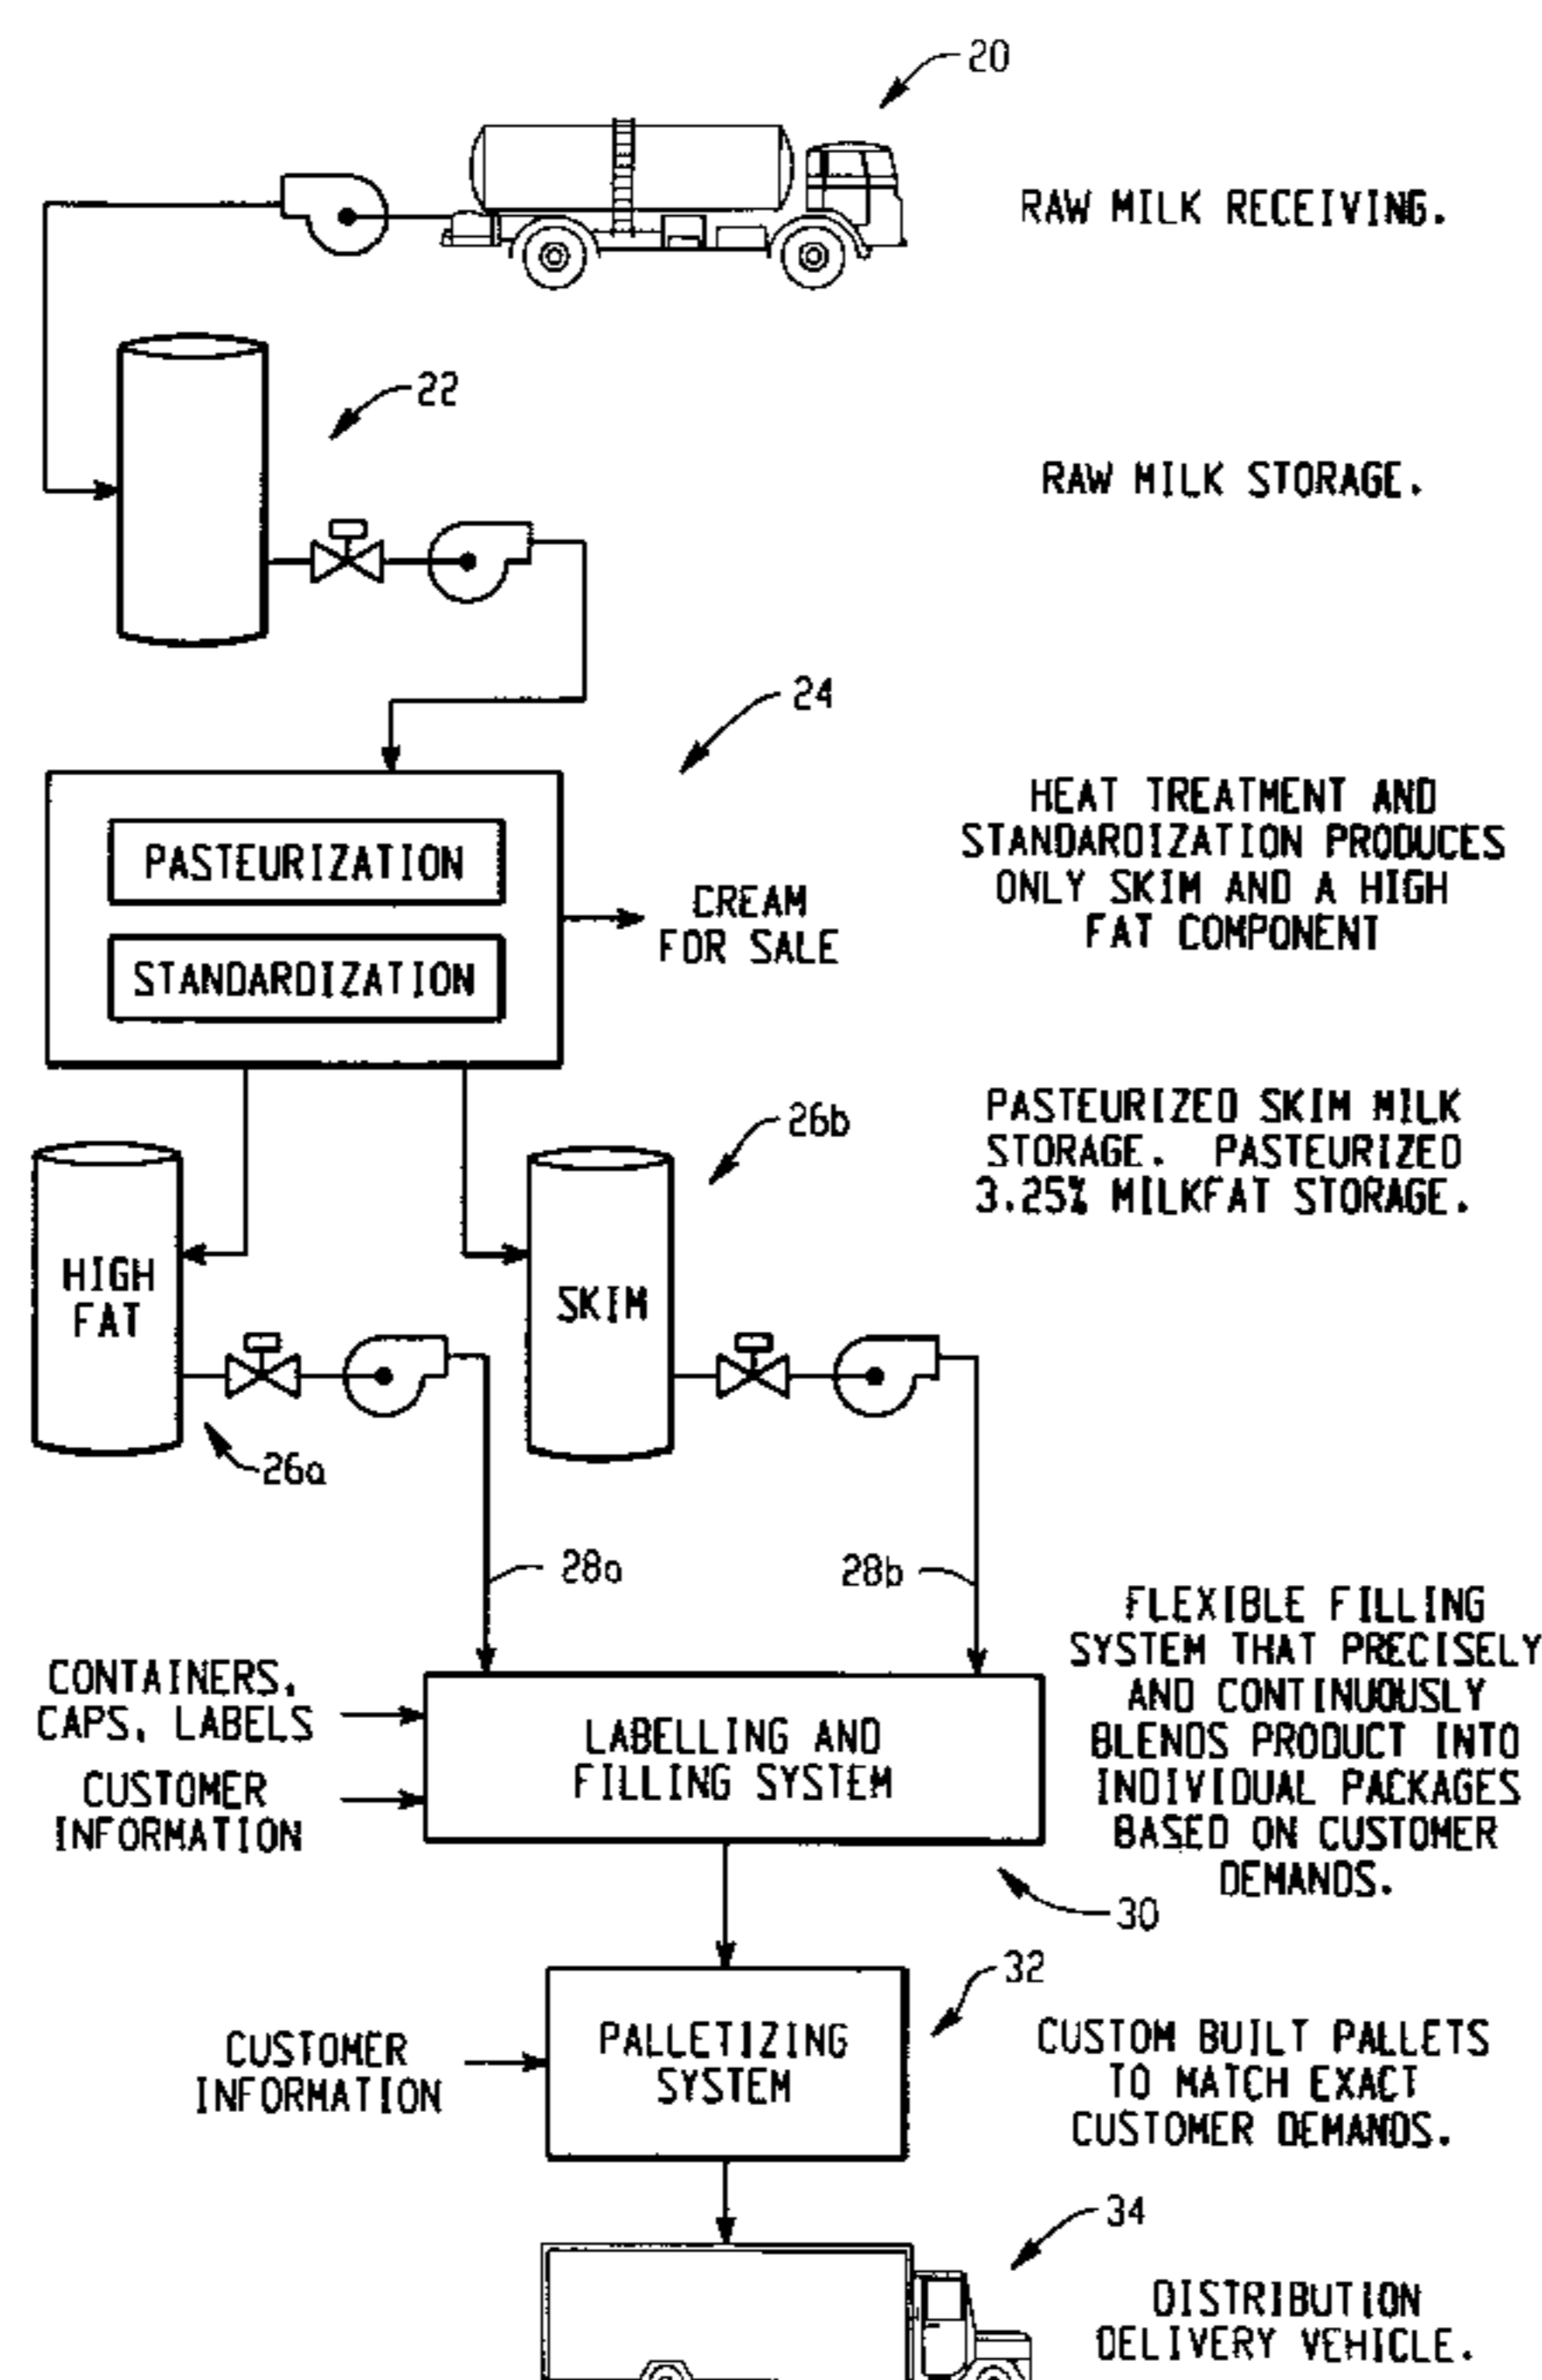 20
RAW MILK RECEIVING.
22
RAW MILK STORAGE.
24
PASTEURIZATION
STANDARDIZATION
CREAM
FOR SALE
HEAT TREATMENT AND
STANDARDIZATION PRODUCES
ONLY SKIM AND A HIGH
FAT COMPONENT
26b
PASTEURIZED SKIM MILK
STORAGE. PASTEURIZED
3.25% MILKFAT STORAGE.
HIGH
FAT
SKIM
26a
28a
28b
CONTAINERS,
CAPS, LABELS
CUSTOMER
INFORMATION
LABELLING AND
FILLING SYSTEM
FLEXIBLE FILLING
SYSTEM THAT PRECISELY
AND CONTINUOUSLY
BLENDS PRODUCT INTO
INDIVIDUAL PACKAGES
BASED ON CUSTOMER
DEMANDS.
30
32
CUSTOMER
INFORMATION
PALLETIZING
SYSTEM
CUSTOM BUILT PALLETS
TO MATCH EXACT
CUSTOMER DEMANDS.
34
DISTRIBUTION
DELIVERY VEHICLE.